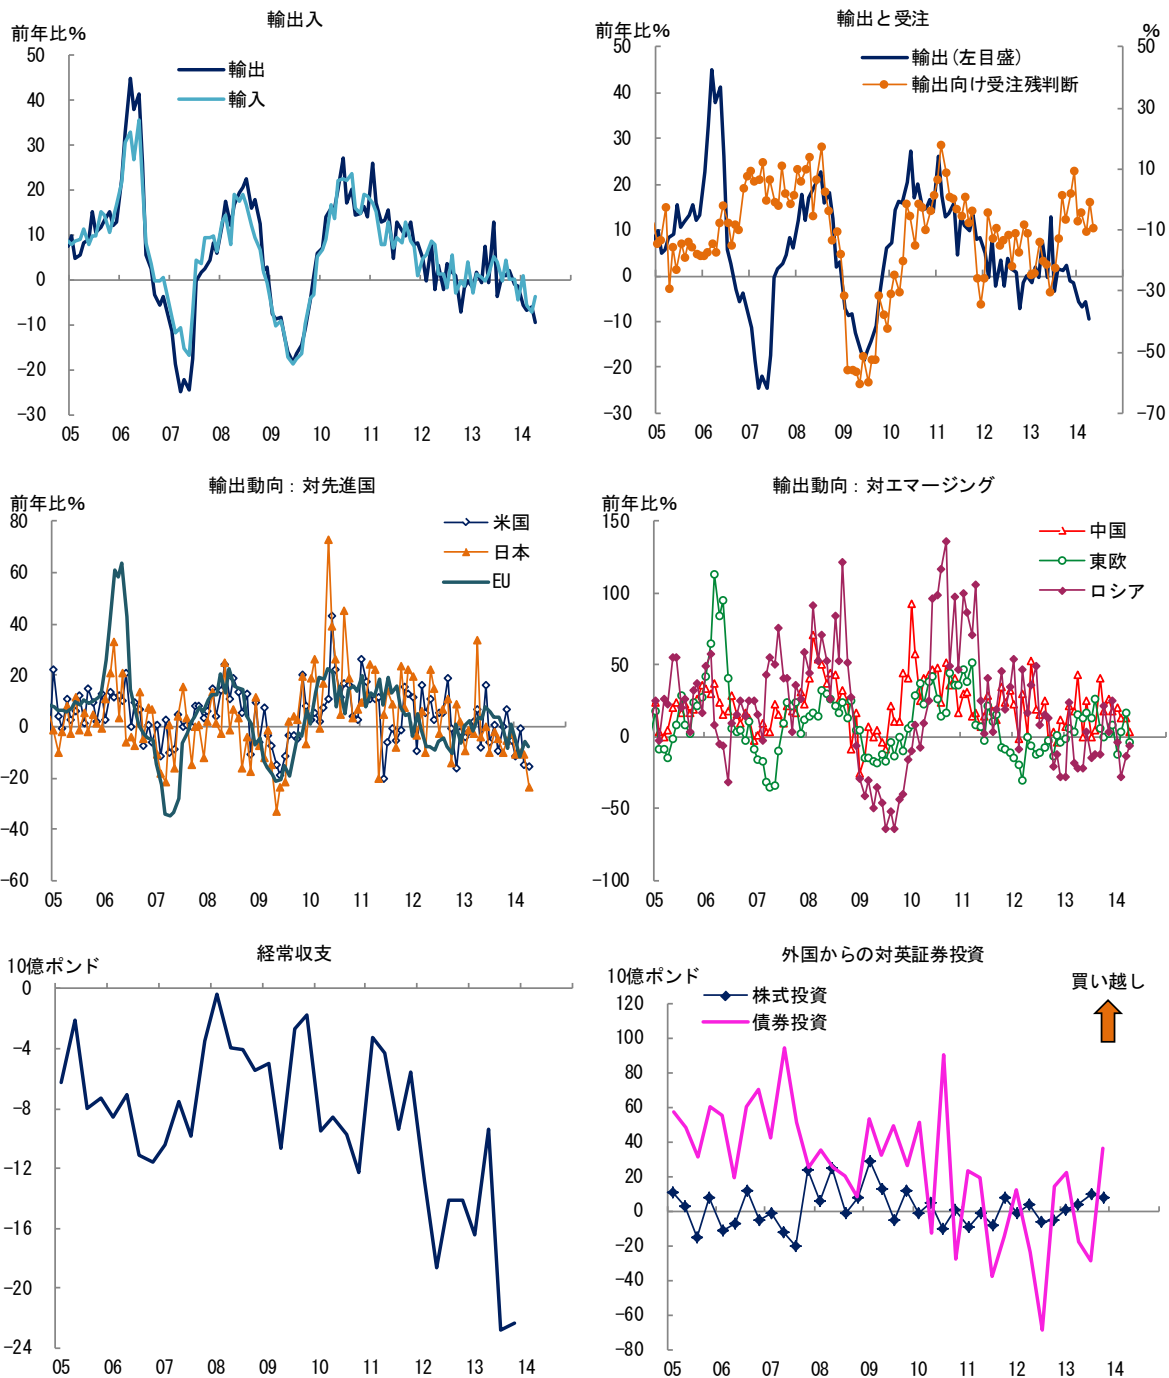 輸出入
前年比%
輸出
輸入
50
40
30
20
10
0
-10
-20
-30
05 06 07 08 09 10 11 12 13 14
輸出と受注
前年比% %
輸出(左目盛)
輸出向け受注残判断
50 50
40
30 30
20
10 10
0
-10 -10
-20 -30
-30 -50
-70
05 06 07 08 09 10 11 12 13 14
輸出動向：対先進国
前年比%
米国
日本
EU
80
60
40
20
0
-20
-40
-60
05 06 07 08 09 10 11 12 13 14
輸出動向：対エマージング
前年比%
中国
東欧
ロシア
150
100
50
0
-50
-100
05 06 07 08 09 10 11 12 13 14
経常収支
10億ポンド
0
-4
-8
-12
-16
-20
-24
05 06 07 08 09 10 11 12 13 14
外国からの対英証券投資
10億ポンド
買い越し
株式投資
債券投資
120
100
80
60
40
20
0
-20
-40
-60
-80
05 06 07 08 09 10 11 12 13 14